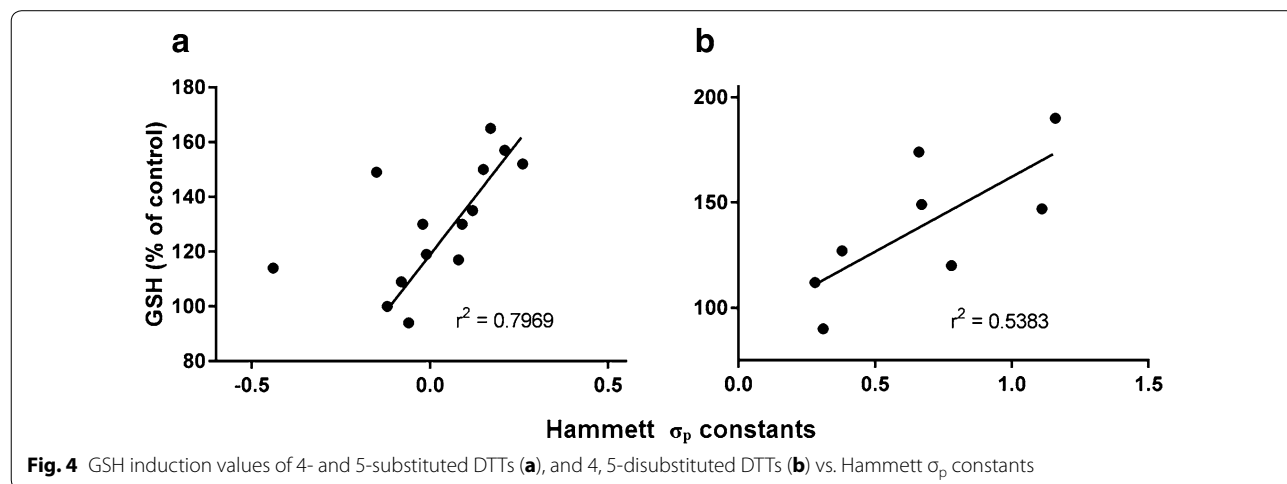 a
b
180
160
140
120
100
80
GSH (% of control)
-0.5
0.0
0.5
r² = 0.7969
200
150
100
0.0
0.5
1.0
1.5
r² = 0.5383
Hammett σp constants
Fig. 4 GSH induction values of 4- and 5-substituted DTTs (a), and 4, 5-disubstituted DTTs (b) vs. Hammett σp constants